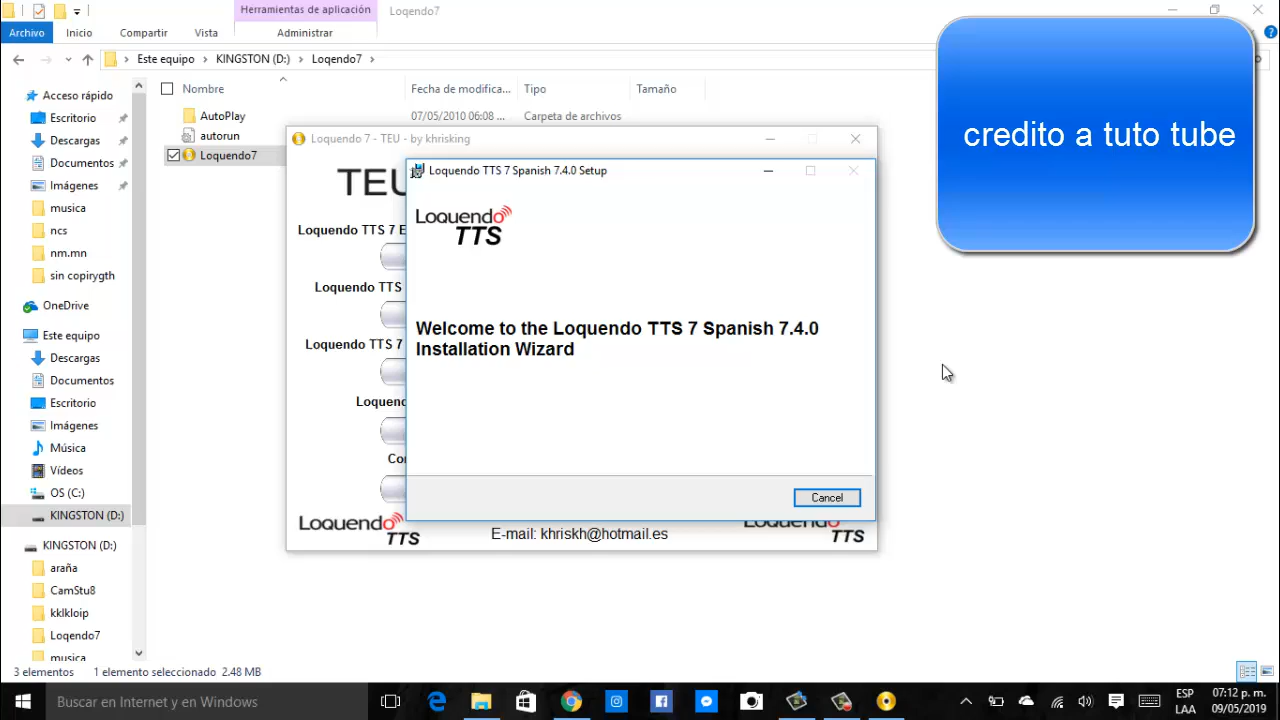 Herramientas de aplicación
Loqendo7
Archivo
Inicio
Compartir
Vista
Administrar
Este equipo
KINGSTON (D:)
Loqendo7
Acceso rápido
Escritorio
Descargas
Documentos
Imágenes
musica
ncs
nm.mn
sin copirygth
OneDrive
Este equipo
Descargas
Documentos
Escritorio
Imágenes
Música
Vídeos
OS (C:)
KINGSTON (D:)
KINGSTON (D:)
araña
CamStu8
kklkloip
Loqendo7
musica
Nombre
Fecha de modifica...
Tipo
Tamaño
AutoPlay
07/05/2010 06:08 ...
Carpeta de archivos
autorun
Loquendo7
Loquendo 7 - TEU - by khrisking
TEU
Loquendo TTS 7 E
Loquendo TTS
Loquendo TTS 7
Loquend
Co
Loquendo
TTS
E-mail: khriskh@hotmail.es
Loquendo
TTS
Loquendo TTS 7 Spanish 7.4.0 Setup
Loquendo
TTS
Welcome to the Loquendo TTS 7 Spanish 7.4.0
Installation Wizard
Cancel
credito a tuto tube
3 elementos
1 elemento seleccionado
2.48 MB
Buscar en Internet y en Windows
ESP
LAA
07:12 p. m.
09/05/2019